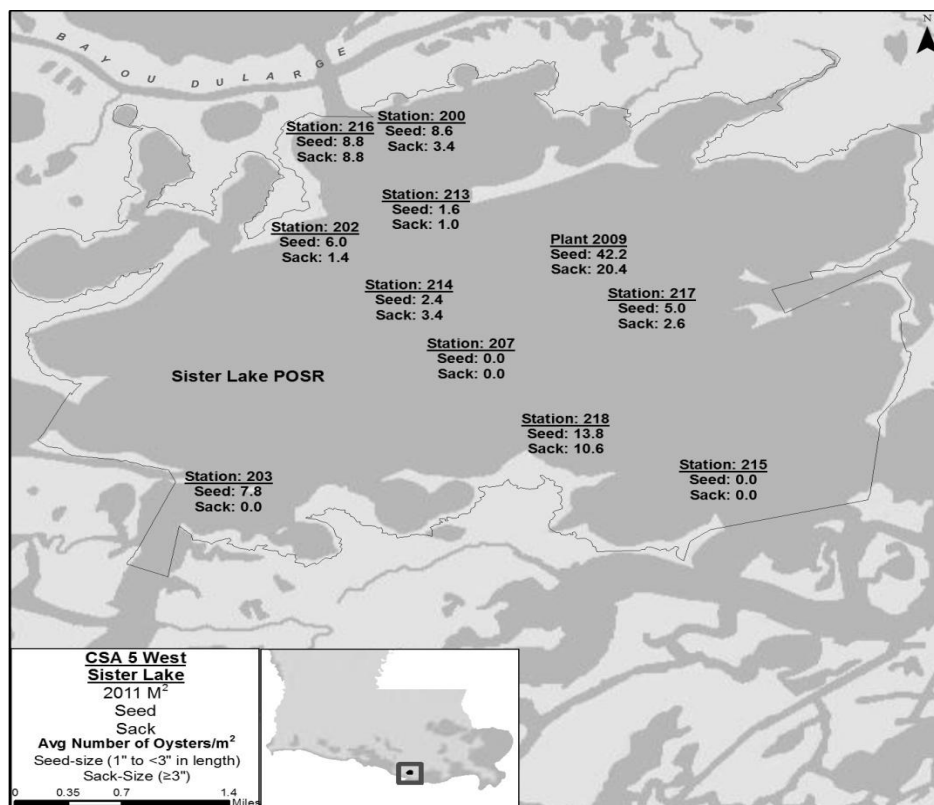 N
BAYOU DULARGE
Station: 216
Seed: 8.8
Sack: 8.8
Station: 200
Seed: 8.6
Sack: 3.4
Station: 213
Seed: 1.6
Sack: 1.0
Station: 202
Seed: 6.0
Sack: 1.4
Plant 2009
Seed: 42.2
Sack: 20.4
Station: 214
Seed: 2.4
Sack: 3.4
Station: 217
Seed: 5.0
Sack: 2.6
Station: 207
Seed: 0.0
Sack: 0.0
Sister Lake POSR
Station: 218
Seed: 13.8
Sack: 10.6
Station: 215
Seed: 0.0
Sack: 0.0
Station: 203
Seed: 7.8
Sack: 0.0
CSA 5 West
Sister Lake
2011 M²
Seed
Sack
Avg Number of Oysters/m²
Seed-size (1" to <3" in length)
Sack-Size (≥3")
0 0.35 0.7 1.4
Miles